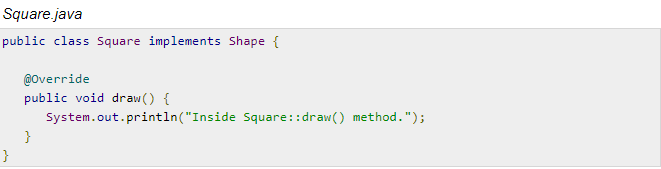 Square.java
public class Square implements Shape {
@Override
public void draw() {
System.out.println("Inside Square::draw() method.");
}
}